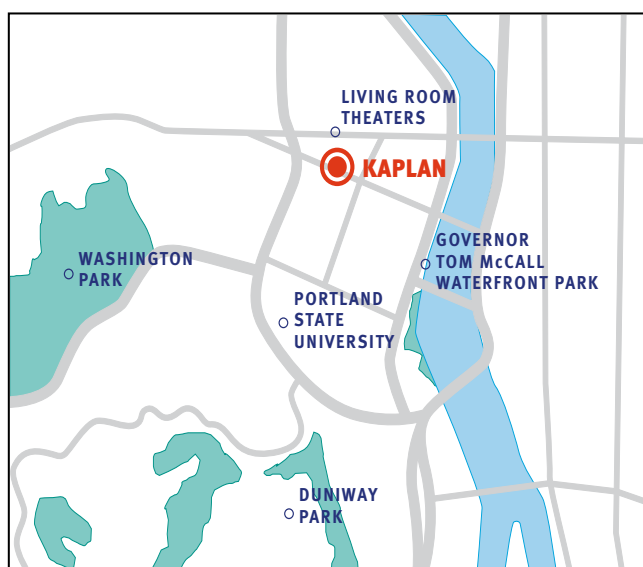 LIVING ROOM
THEATERS
KAPLAN
WASHINGTON
PARK
GOVERNOR
TOM McCALL
WATERFRONT PARK
PORTLAND
STATE
UNIVERSITY
DUNIWAY
PARK